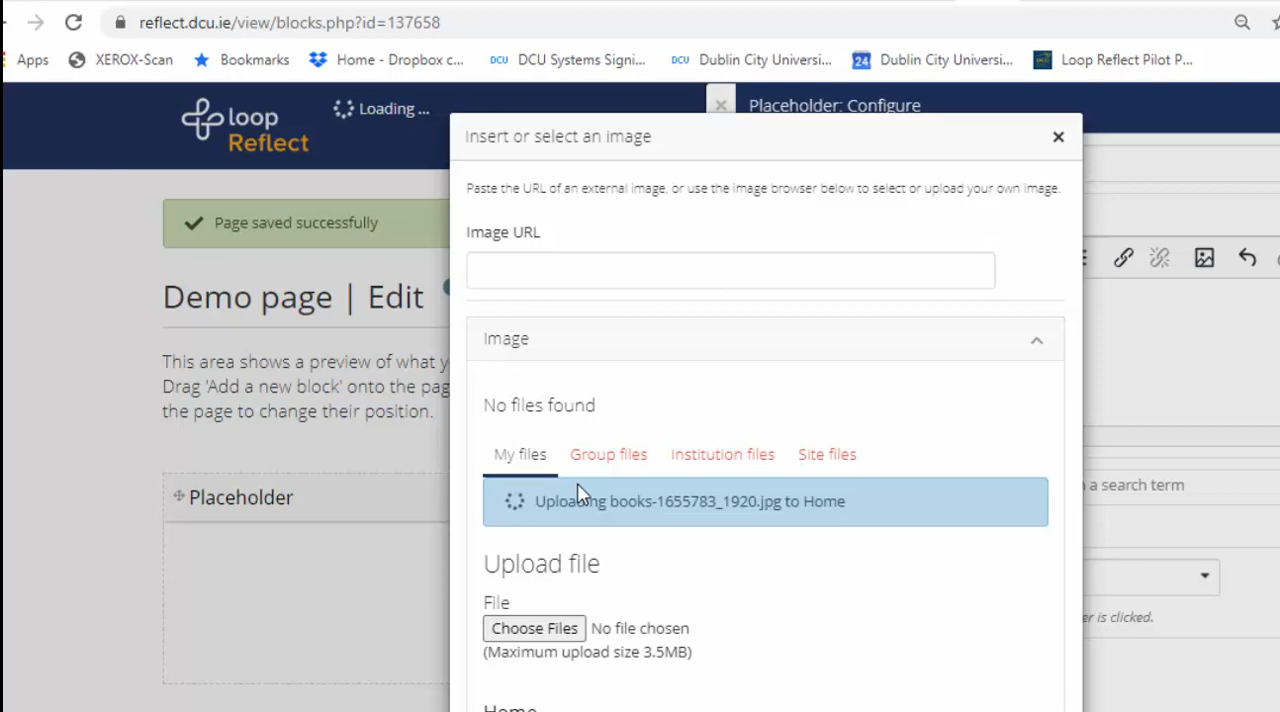 reflect.dcu.ie/view/blocks.php?id=137658
Apps XEROX-Scan Bookmarks Home - Dropbox c... DCU DCU Systems Signi... DCU Dublin City Universi... 24 Dublin City Universi... Loop Reflect Pilot P...
loop
Reflect
Loading ...
Placeholder: Configure
Insert or select an image
Paste the URL of an external image, or use the image browser below to select or upload your own image.
Page saved successfully
Image URL
Demo page | Edit
Image
This area shows a preview of what y
Drag 'Add a new block' onto the pag
the page to change their position.
No files found
My files Group files Institution files Site files
Placeholder
Uploading books-1655783_1920.jpg to Home
a search term
Upload file
File
Choose Files No file chosen
(Maximum upload size 3.5MB)
er is clicked.
Home